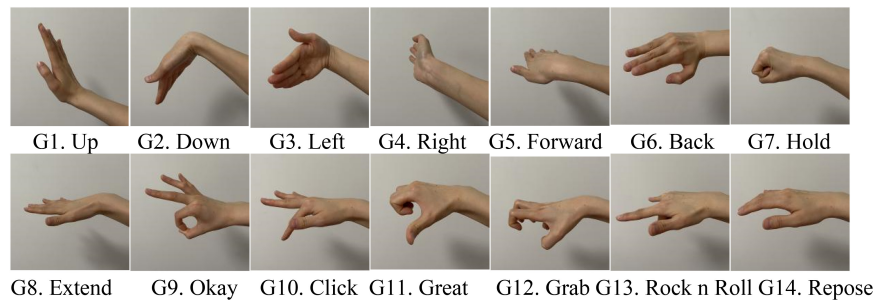 G1. Up G2. Down G3. Left G4. Right G5. Forward G6. Back G7. Hold
G8. Extend G9. Okay G10. Click G11. Great G12. Grab G13. Rock n Roll G14. Repose